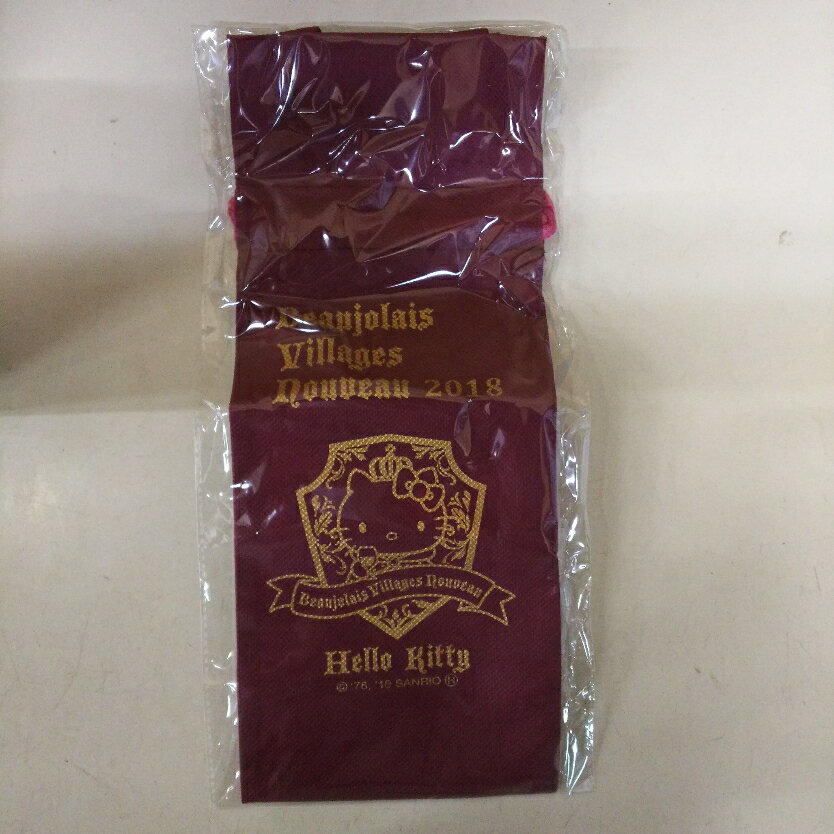 Beaujolais
Villages
Nouveau 2018
Beaujolais Villages Nouveau
Hello Kitty
© '76, '18 SANRIO ®